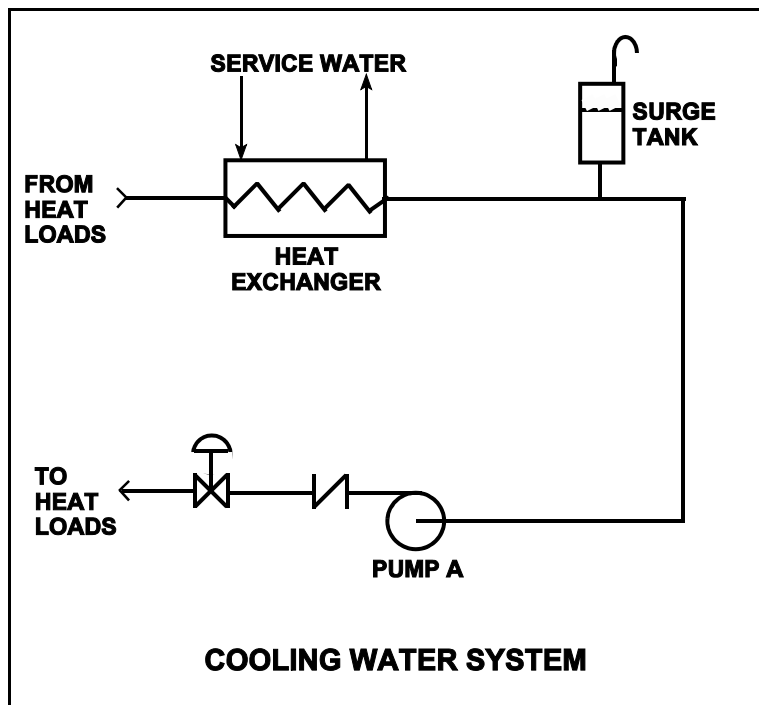 SERVICE WATER
SURGE
TANK
FROM
HEAT
LOADS
HEAT
EXCHANGER
TO
HEAT
LOADS
PUMP A
COOLING WATER SYSTEM